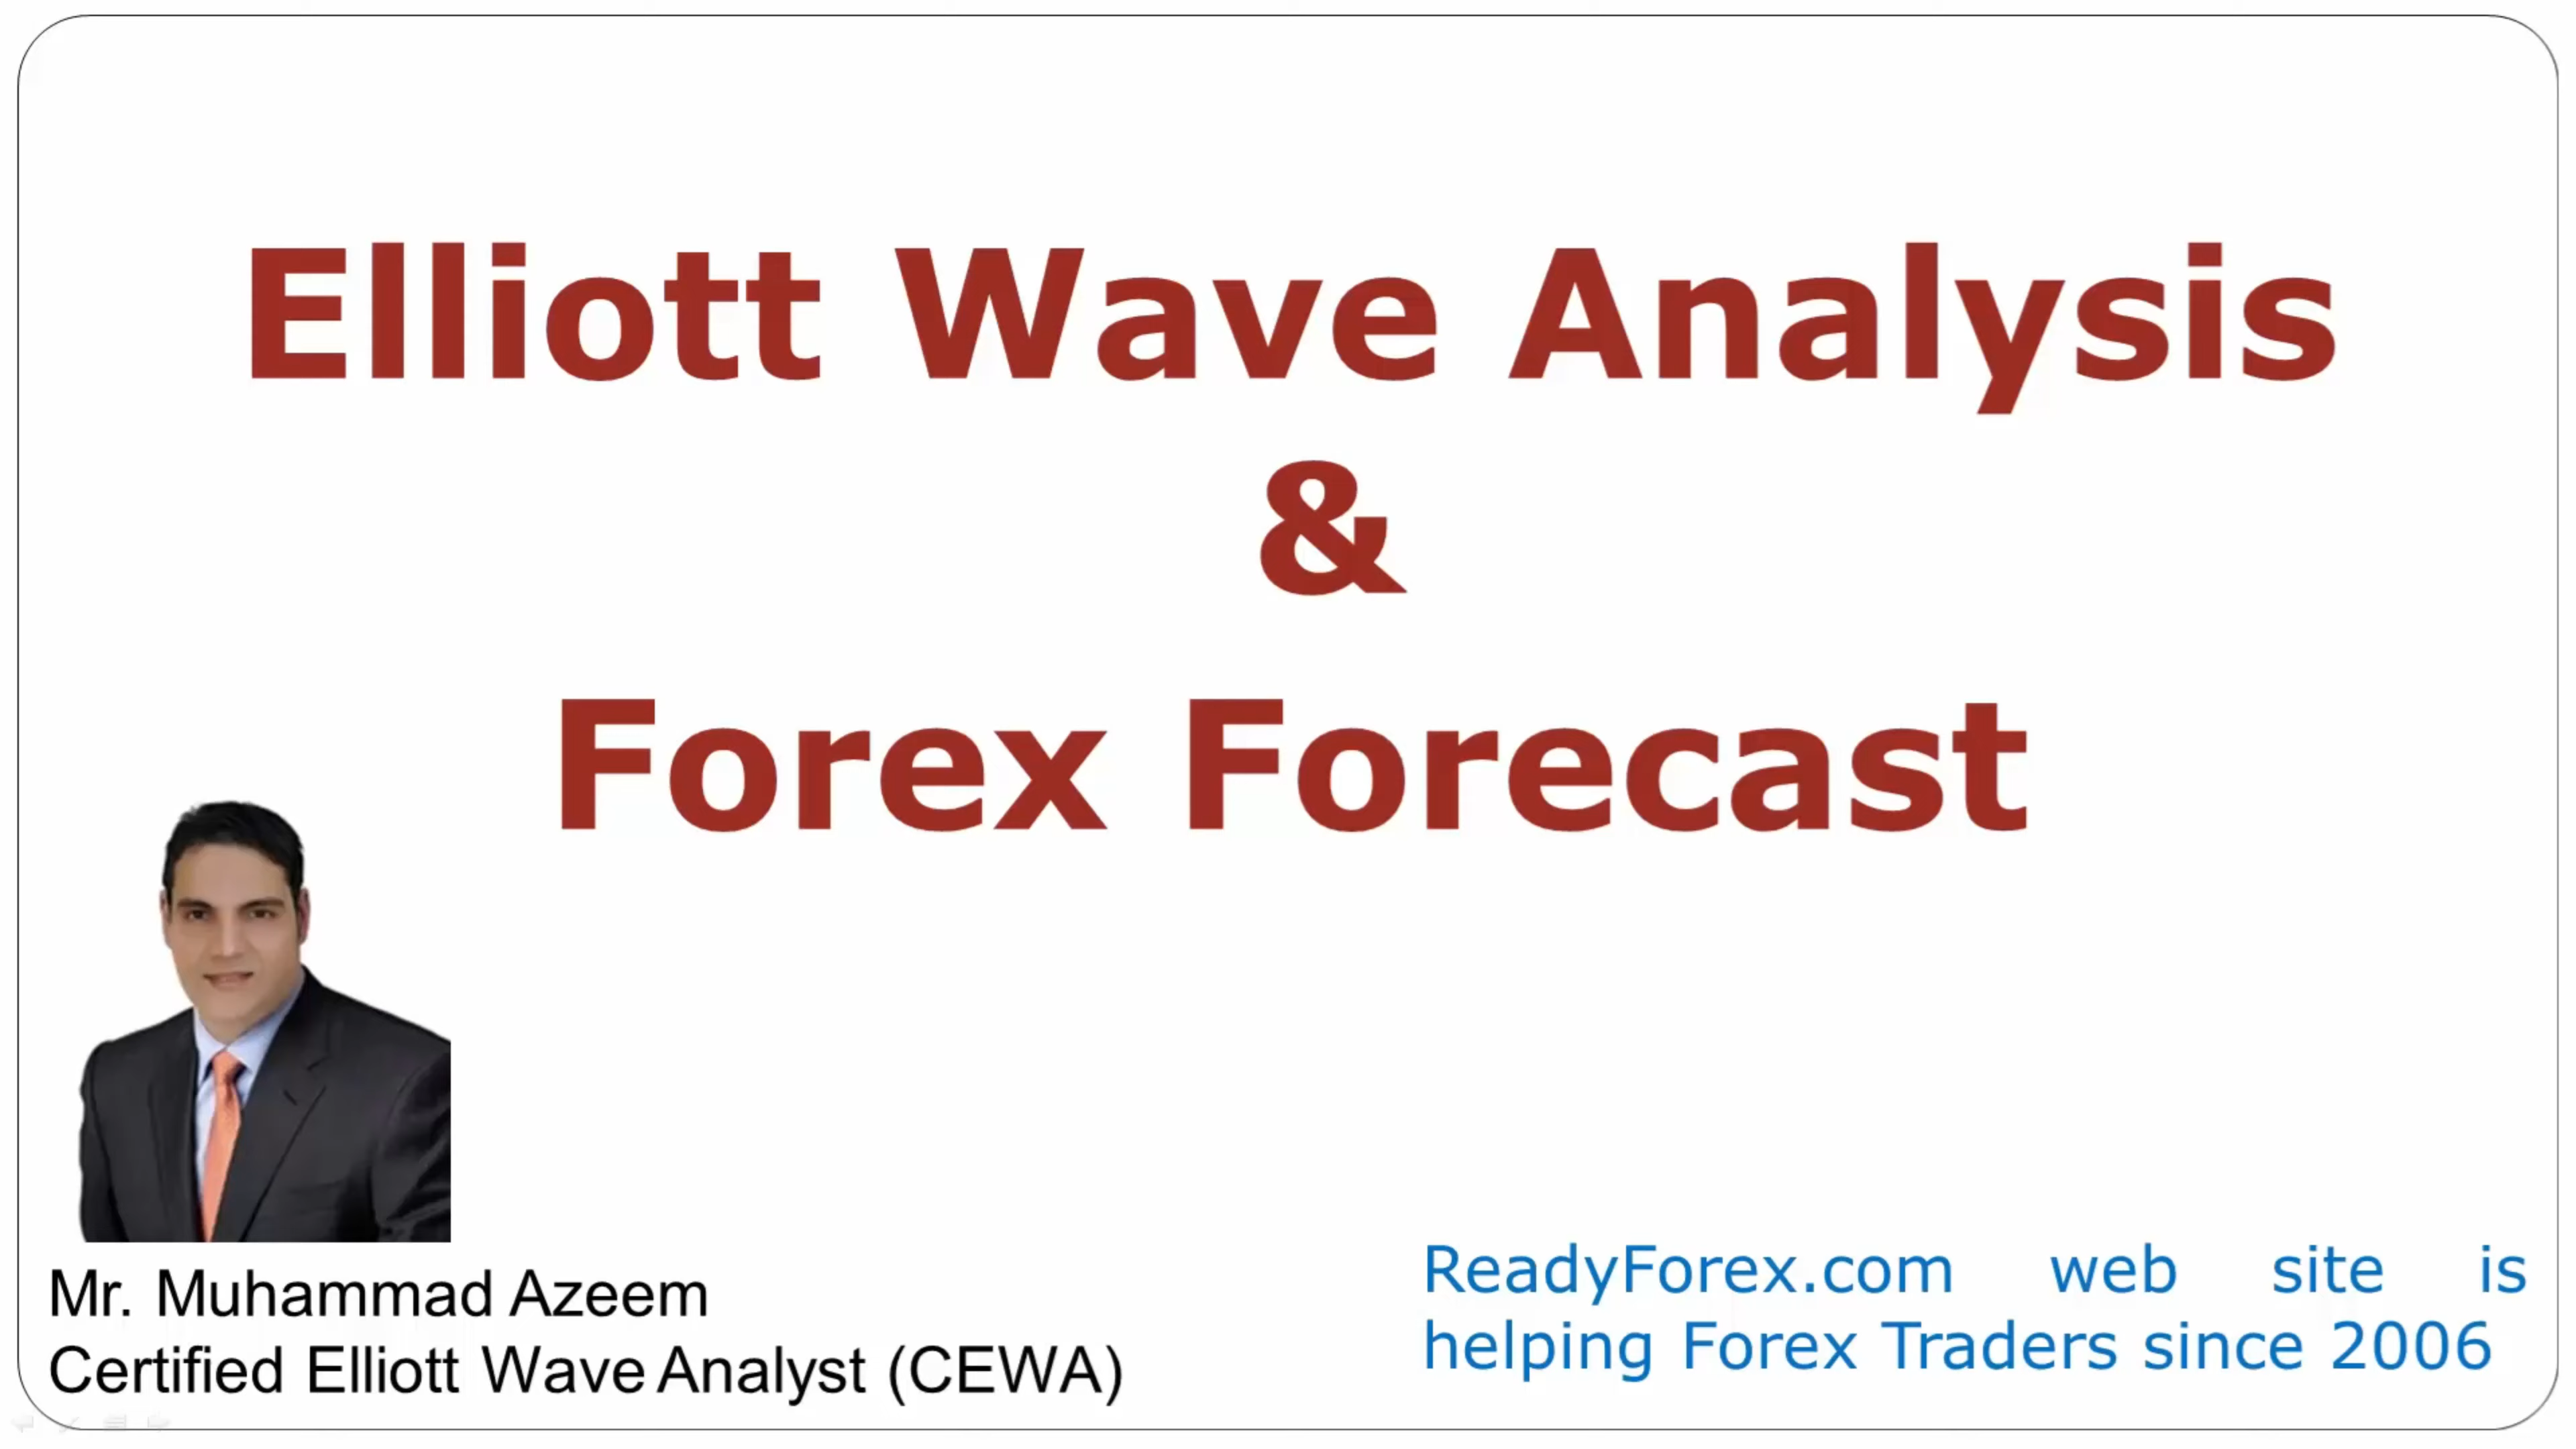 Elliott Wave Analysis
&
Forex Forecast
Mr. Muhammad Azeem
Certified Elliott Wave Analyst (CEWA)
ReadyForex.com web site is
helping Forex Traders since 2006